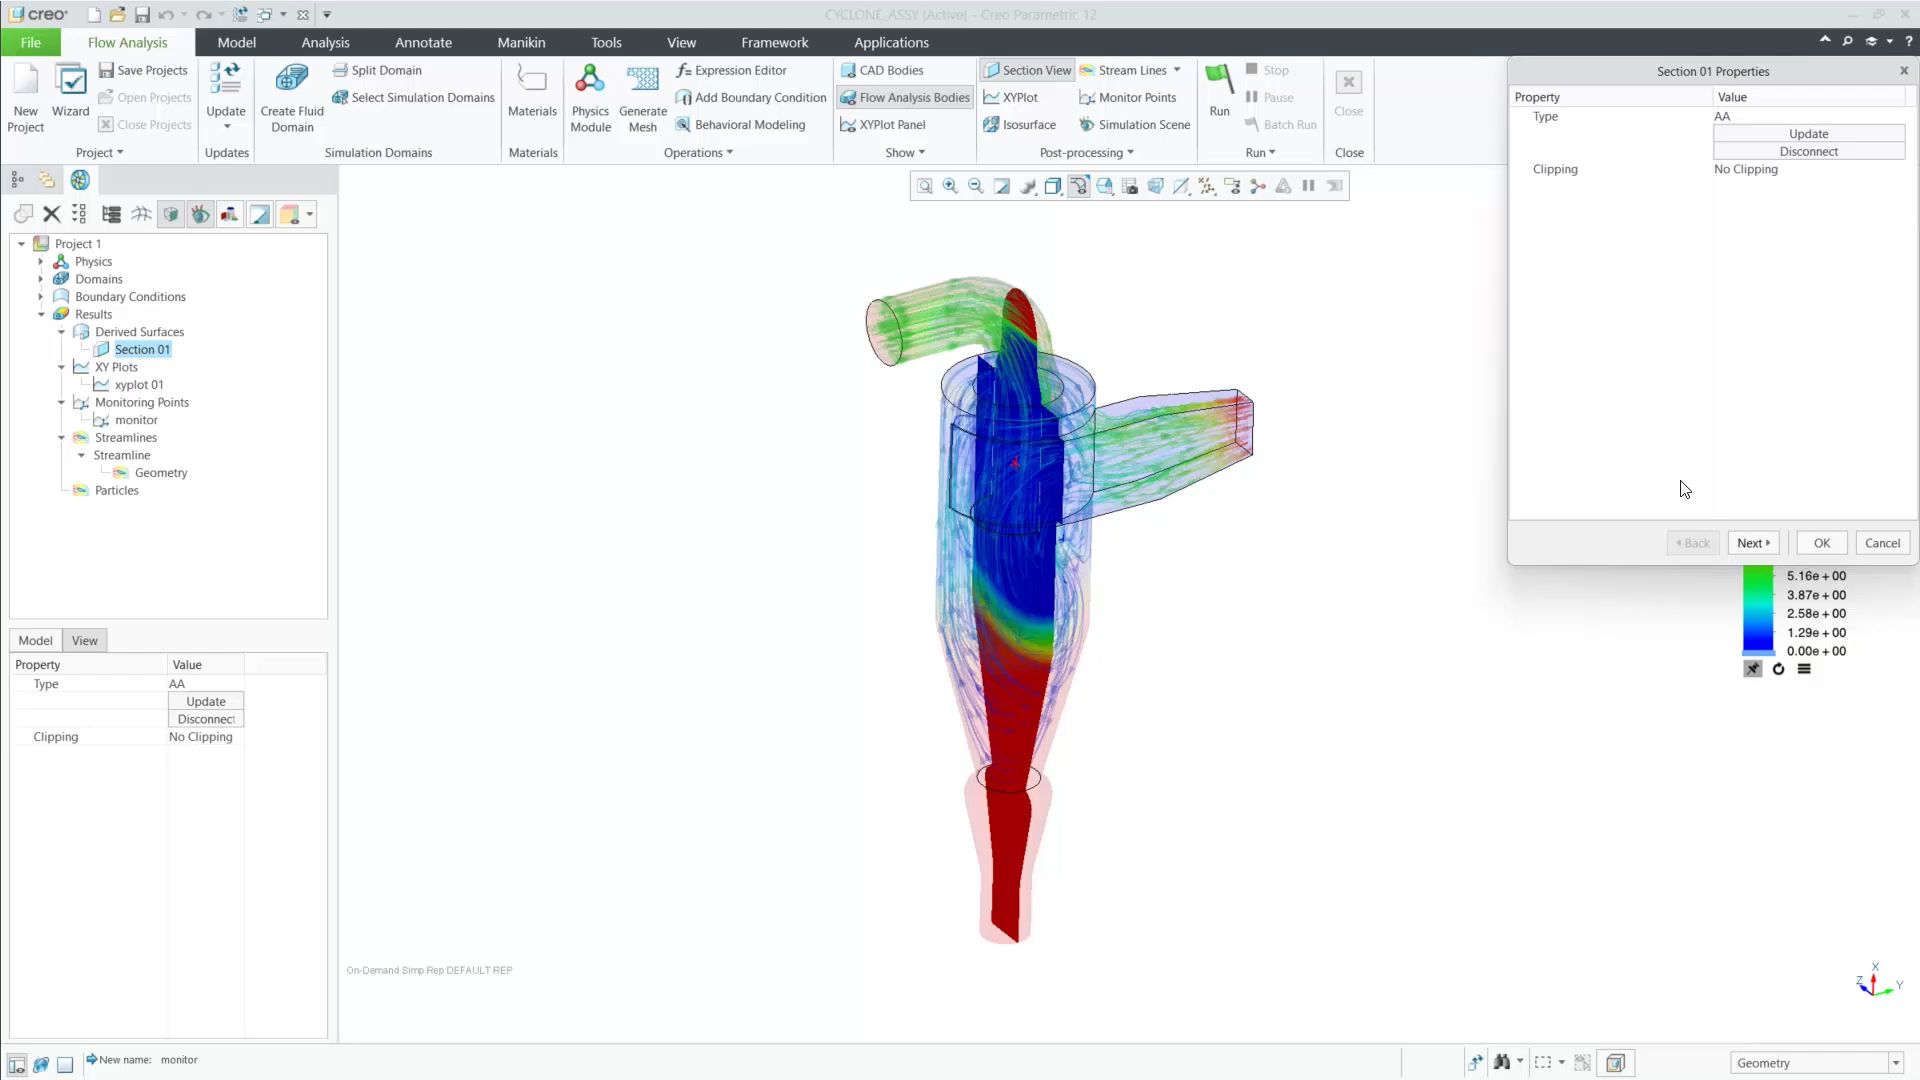 creo
CYCLONE_ASSY (Active) - Creo Parametric 12
File
Flow Analysis
Model
Analysis
Annotate
Manikin
Tools
View
Framework
Applications
New Project
Wizard
Save Projects
Open Projects
Close Projects
Project
Update
Updates
Create Fluid Domain
Split Domain
Select Simulation Domains
Simulation Domains
Materials
Materials
Physics Module
Generate Mesh
Expression Editor
Add Boundary Condition
Behavioral Modeling
Operations
CAD Bodies
Flow Analysis Bodies
XYPlot Panel
Show
Section View
XYPlot
Isosurface
Stream Lines
Monitor Points
Simulation Scene
Post-processing
Run
Stop
Pause
Batch Run
Run
Close
Close
Section 01 Properties
Property Value
Type AA
Update
Disconnect
Clipping No Clipping
Back
Next
OK
Cancel
5.16e+00
3.87e+00
2.58e+00
1.29e+00
0.00e+00
Project 1
Physics
Domains
Boundary Conditions
Results
Derived Surfaces
Section 01
XY Plots
xyplot 01
Monitoring Points
monitor
Streamlines
Streamline
Geometry
Particles
Model View
Property Value
Type AA
Update
Disconnect
Clipping No Clipping
On-Demand Simp Rep:DEFAULT REP
X
Z
Y
New name: monitor
Geometry